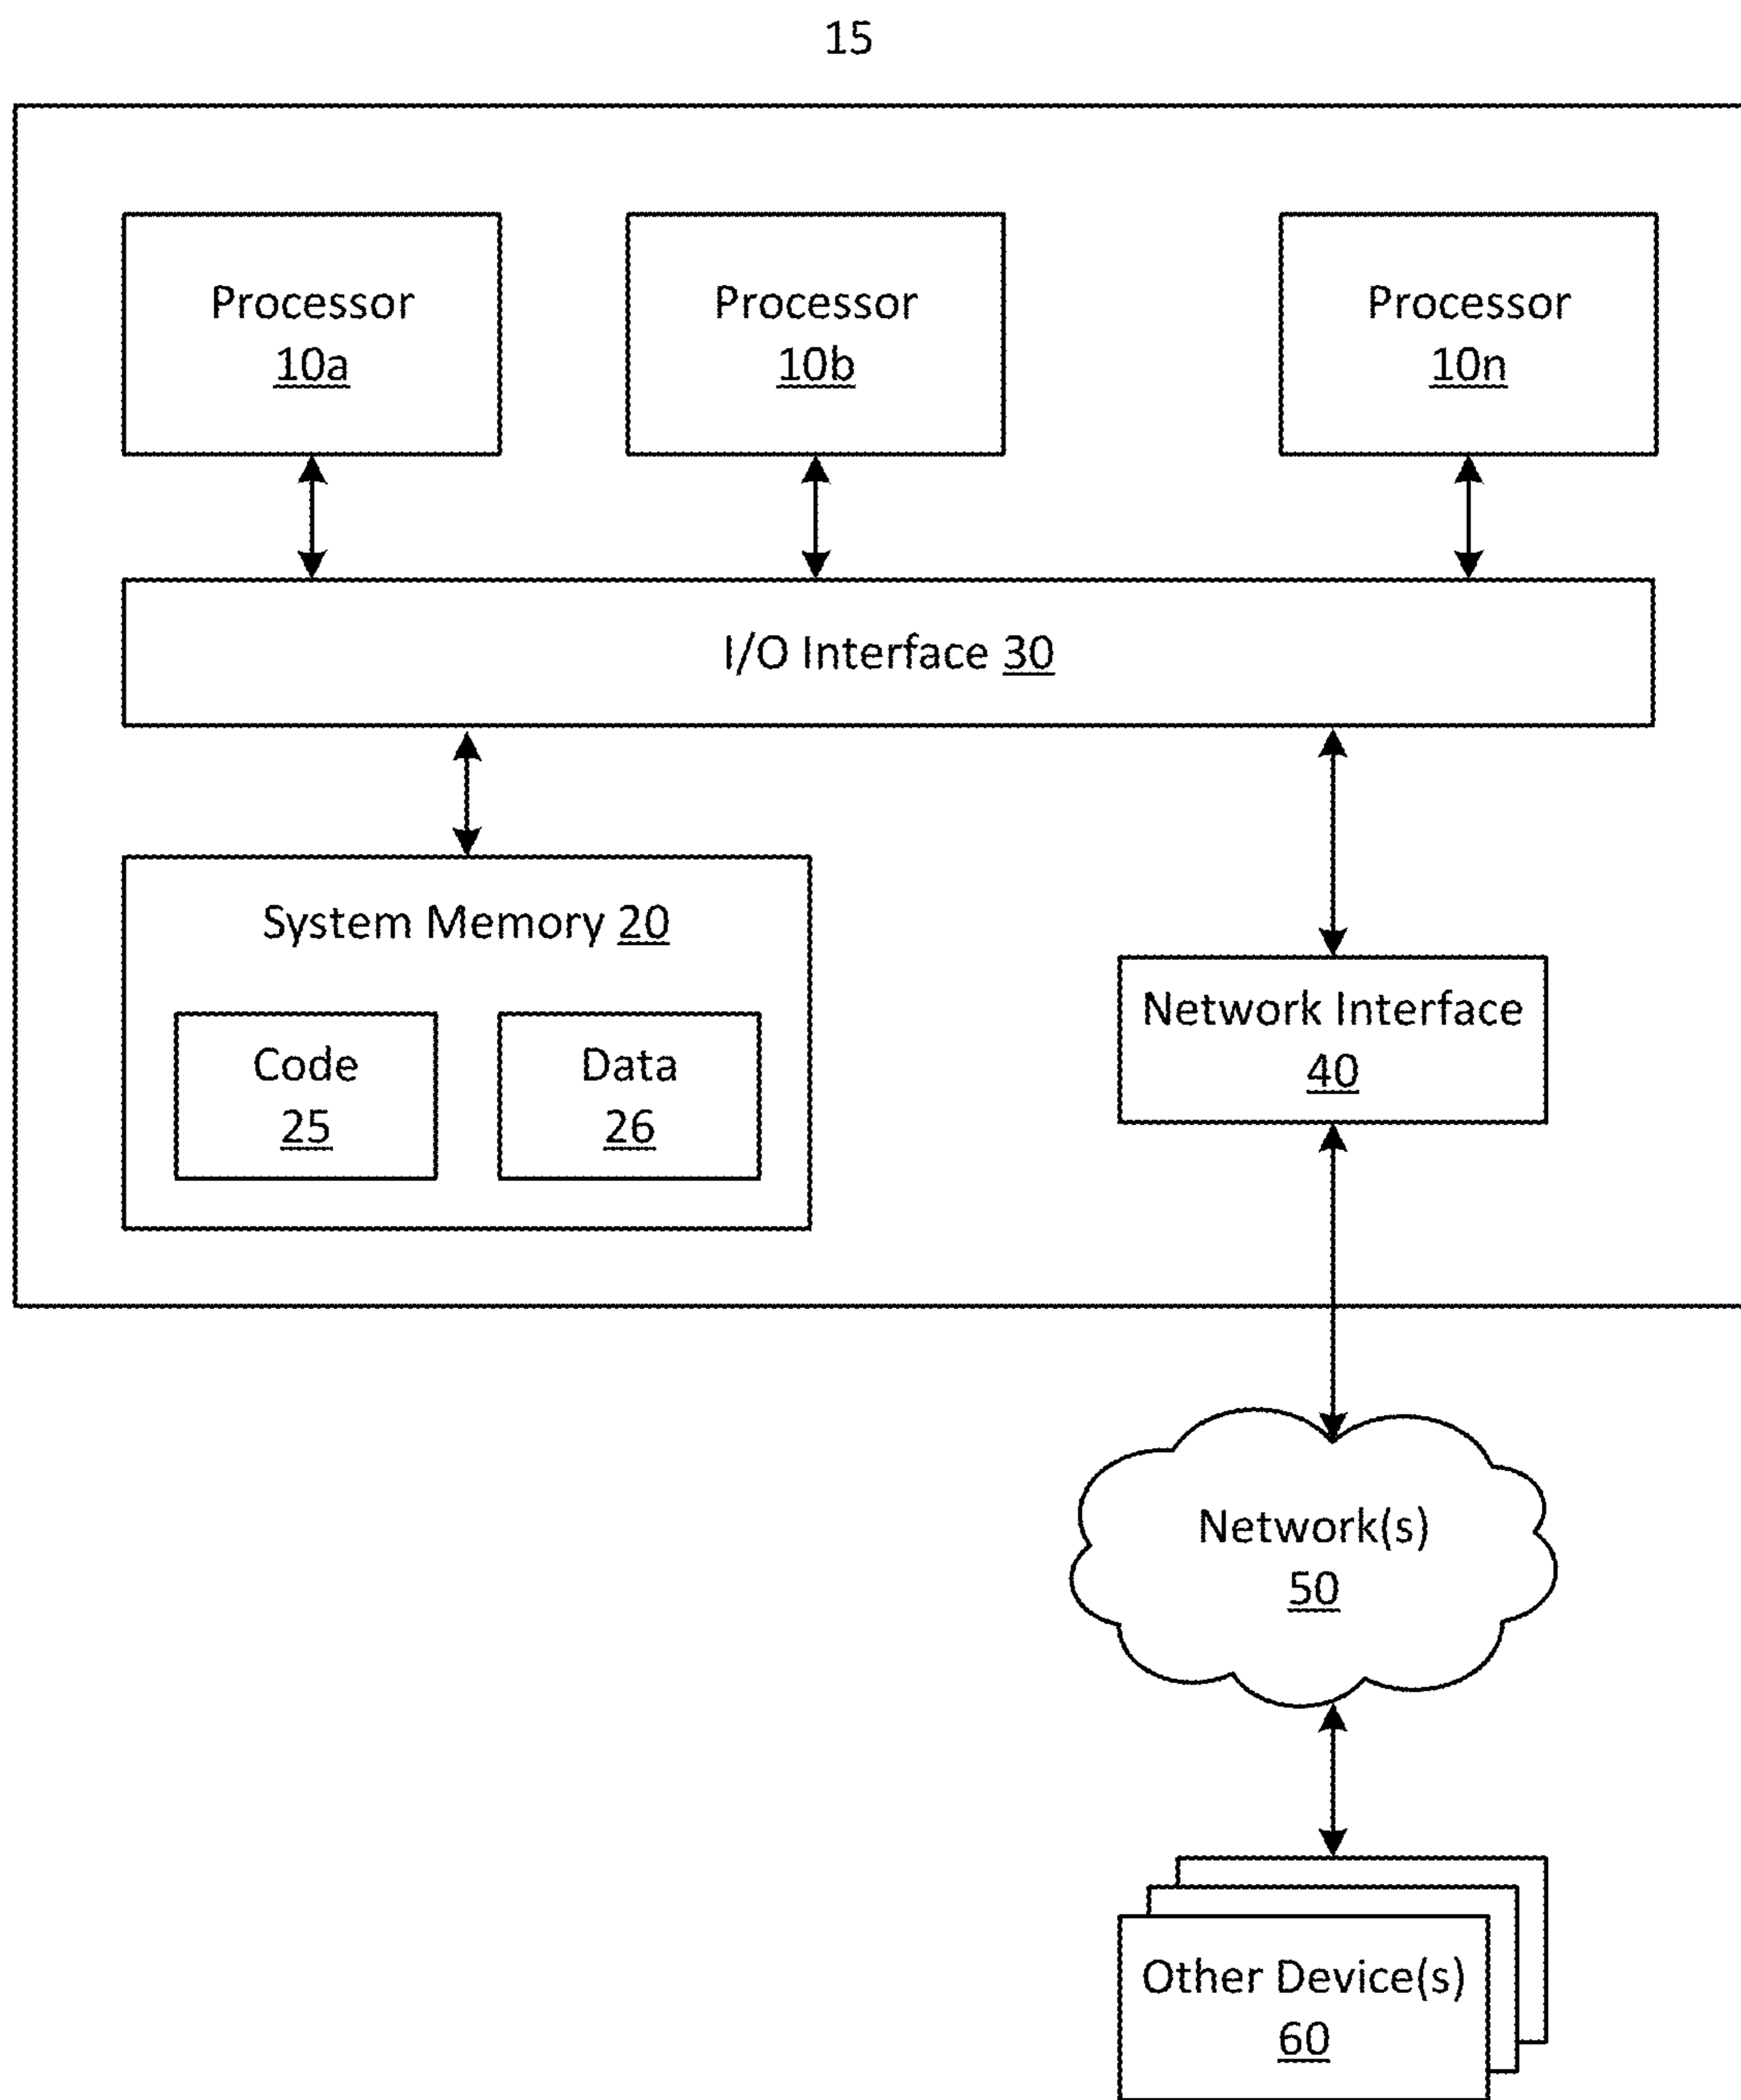 15
Processor
10a
Processor
10b
Processor
10n
I/O Interface 30
System Memory 20
Code
25
Data
26
Network Interface
40
Network(s)
50
Other Device(s)
60